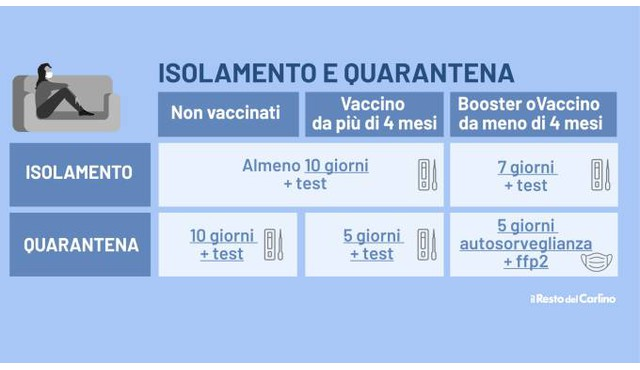 ISOLAMENTO E QUARANTENA
Non vaccinati
Vaccino
da più di 4 mesi
Booster oVaccino
da meno di 4 mesi
ISOLAMENTO
Almeno 10 giorni
+ test
7 giorni
+ test
QUARANTENA
10 giorni
+ test
5 giorni
+ test
5 giorni
autosorveglianza
+ ffp2
il Resto del Carlino